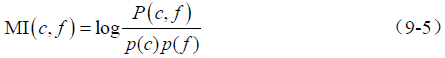 MI(c, f) = log P(c, f) / p(c)p(f) （9-5）